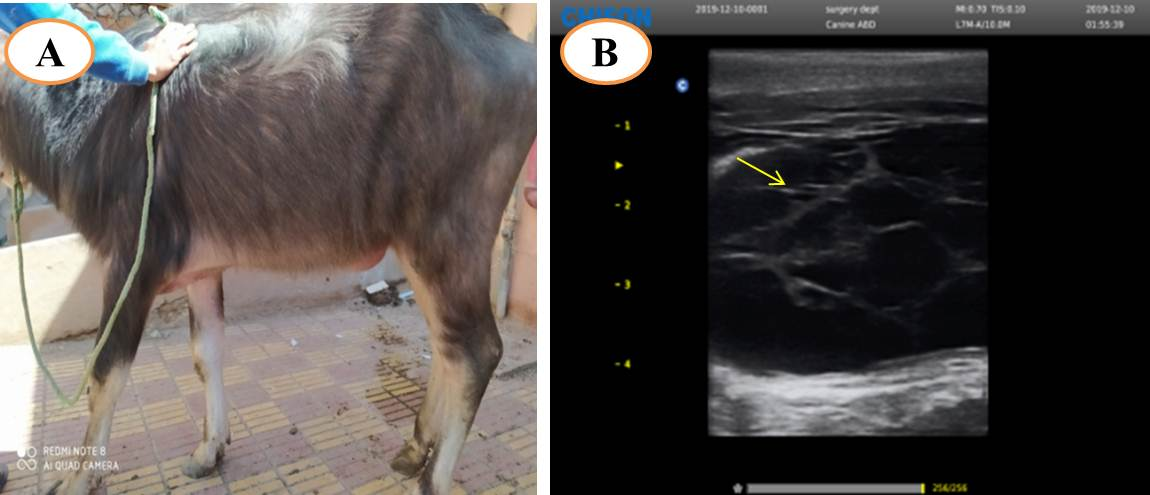 A
REDMI NOTE 8
AI QUAD CAMERA
CHISON
B
2019-12-10-0001
surgery dept
Canine ABD
MI:0.70 TIS:0.10
L7M-A/10.0M
2019-12-10
01:55:39
C
- 1
- 2
- 3
- 4
256/256